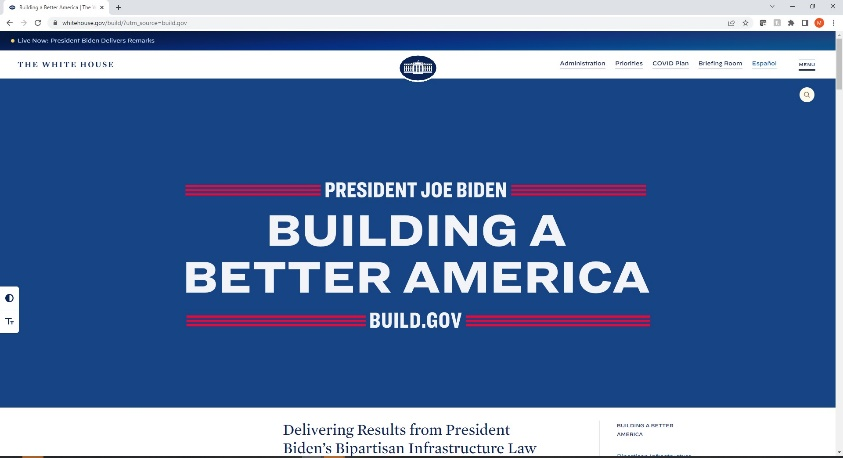 Building a Better America | The W
whitehouse.gov/build/?utm_source=build.gov
M
Live Now: President Biden Delivers Remarks
THE WHITE HOUSE
Administration Priorities COVID Plan Briefing Room Español MENU
PRESIDENT JOE BIDEN
BUILDING A
BETTER AMERICA
BUILD.GOV
Tт
Delivering Results from President
Biden's Bipartisan Infrastructure Law
BUILDING A BETTER
AMERICA
Bipartisan Infrastructure